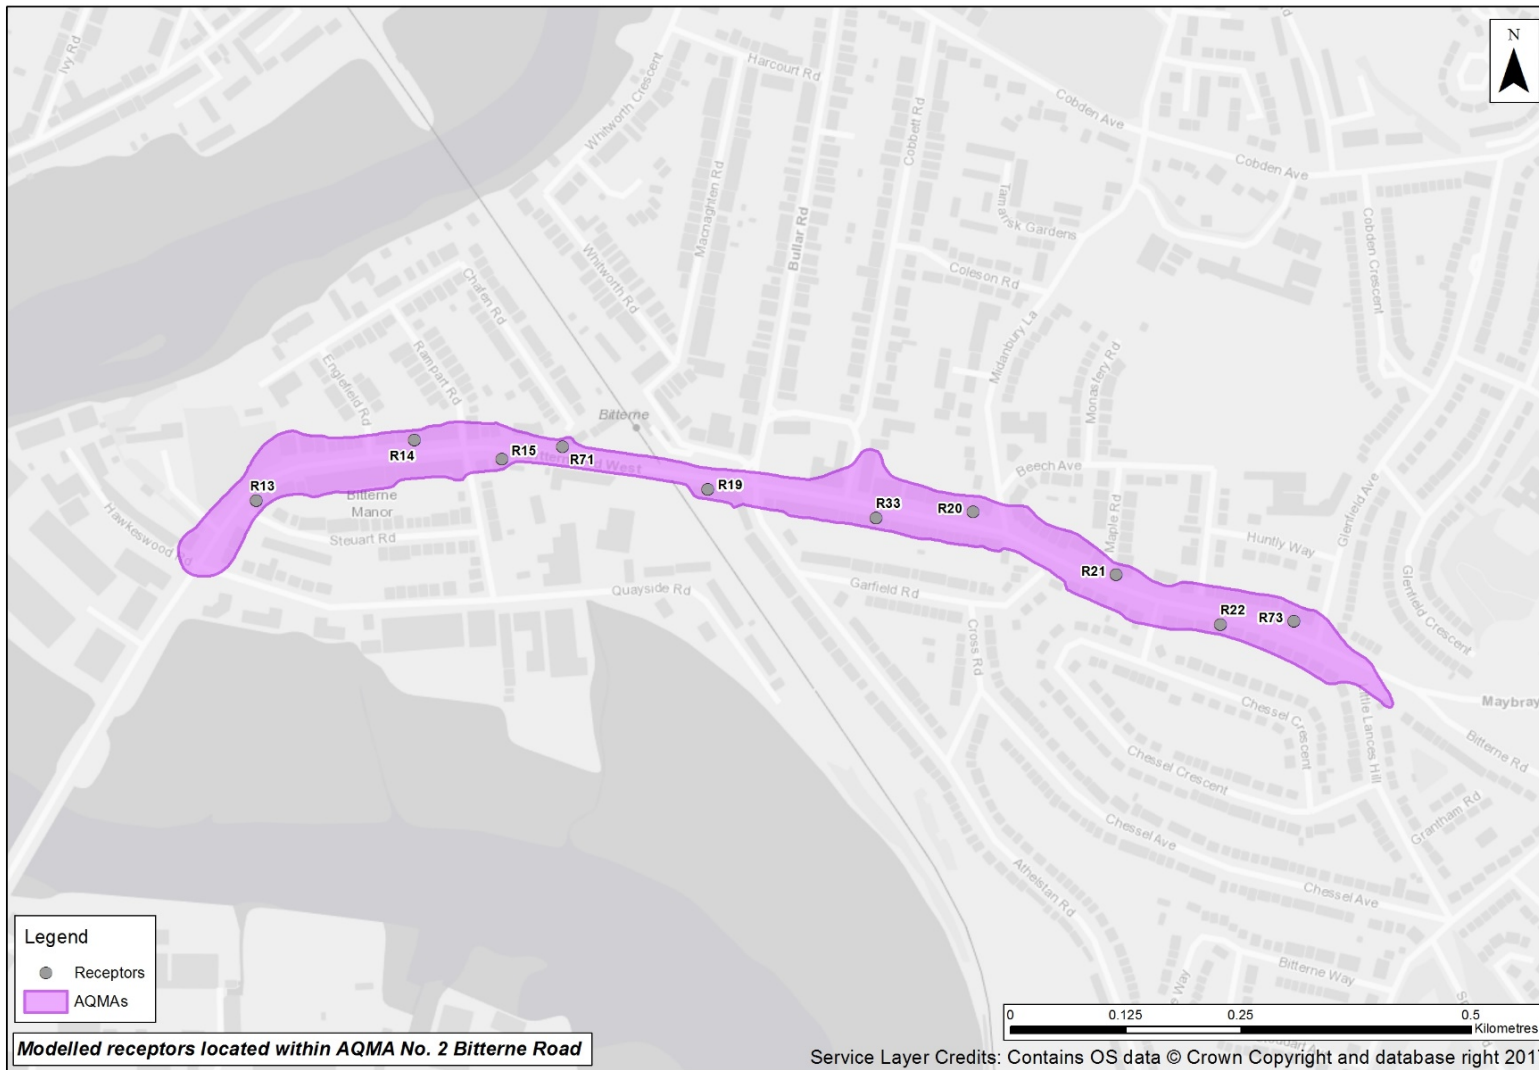 N
Ivy Rd
Harcourt Rd
Whitworth Crescent
Cobden Ave
Cobbett Rd
Cobden Ave
Macnaghten Rd
Bullar Rd
Tamarisk Gardens
Cobden Crescent
Whitworth Rd
Coleson Rd
Chafen Rd
Midanbury La
Rampart Rd
Englefield Rd
Monastery Rd
Bitterne
R14
R15
R71
R19
R13
Bitterne
Manor
Beech Ave
Glenfield Ave
R33
R20
Maple Rd
Hawkeswood Rd
Steuart Rd
Huntly Way
R21
Quayside Rd
Garfield Rd
Glenfield Crescent
R22
R73
Cross Rd
Chessel Crescent
Maybray
Bitterne Rd
Chessel Crescent
Grantham Rd
Chessel Ave
Athelstan Rd
Chessel Ave
Bitterne Way
Way
Legend
Receptors
AQMAs
0
0.125
0.25
0.5
Kilometres
Modelled receptors located within AQMA No. 2 Bitterne Road
Service Layer Credits: Contains OS data © Crown Copyright and database right 201